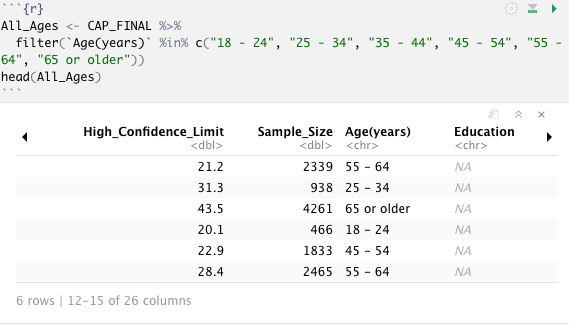 ```{r}
All_Ages <- CAP_FINAL %>%
filter(`Age(years)` %in% c("18 - 24", "25 - 34", "35 - 44", "45 - 54", "55 -
64", "65 or older"))
head(All_Ages)
```
High_Confidence_Limit Sample_Size Age(years) Education
<dbl> <dbl> <chr> <chr>
21.2 2339 55 - 64 NA
31.3 938 25 - 34 NA
43.5 4261 65 or older NA
20.1 466 18 - 24 NA
22.9 1833 45 - 54 NA
28.4 2465 55 - 64 NA
6 rows | 12-15 of 26 columns